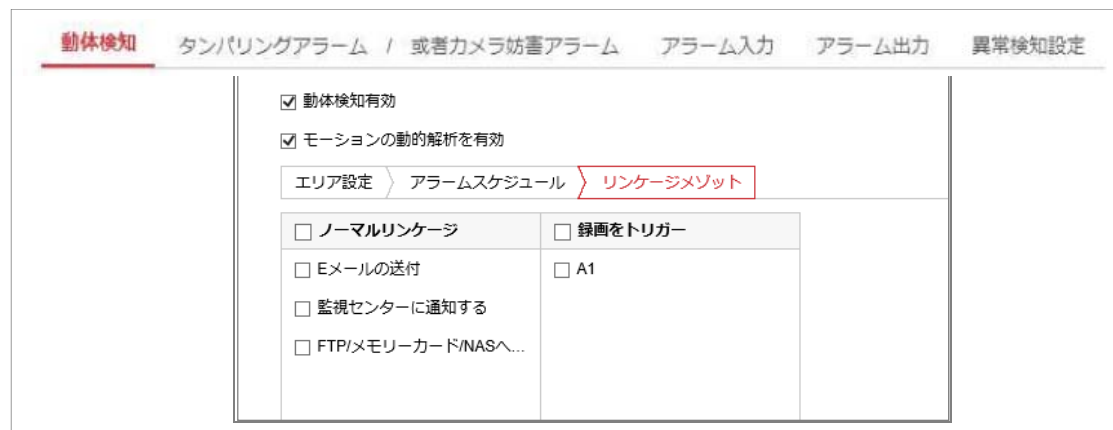 動体検知 タンパリングアラーム / 或者カメラ妨害アラーム アラーム入力 アラーム出力 異常検知設定
動体検知有効
モーションの動的解析を有効
エリア設定 アラームスケジュール リンケージメゾット
ノーマルリンケージ 録画をトリガー
Eメールの送付 A1
監視センターに通知する
FTP/メモリーカード/NASへ...